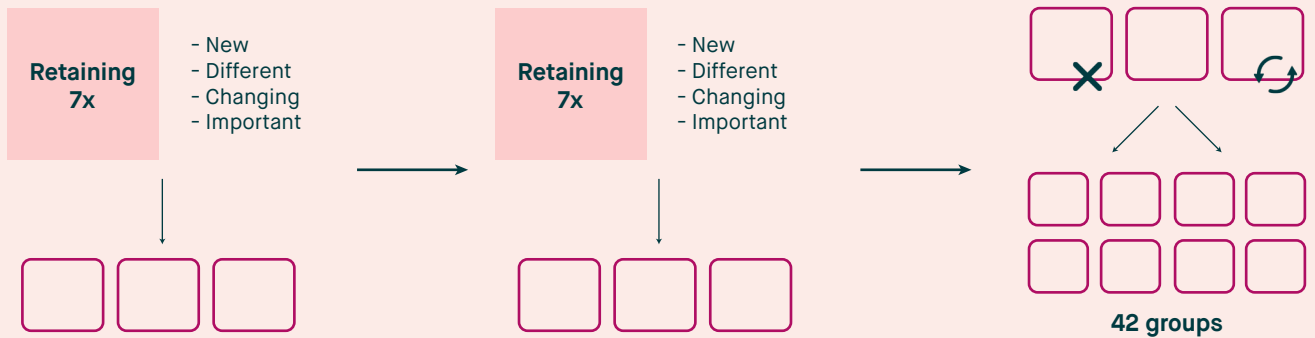 Retaining
7x
- New
- Different
- Changing
- Important
Retaining
7x
- New
- Different
- Changing
- Important
42 groups